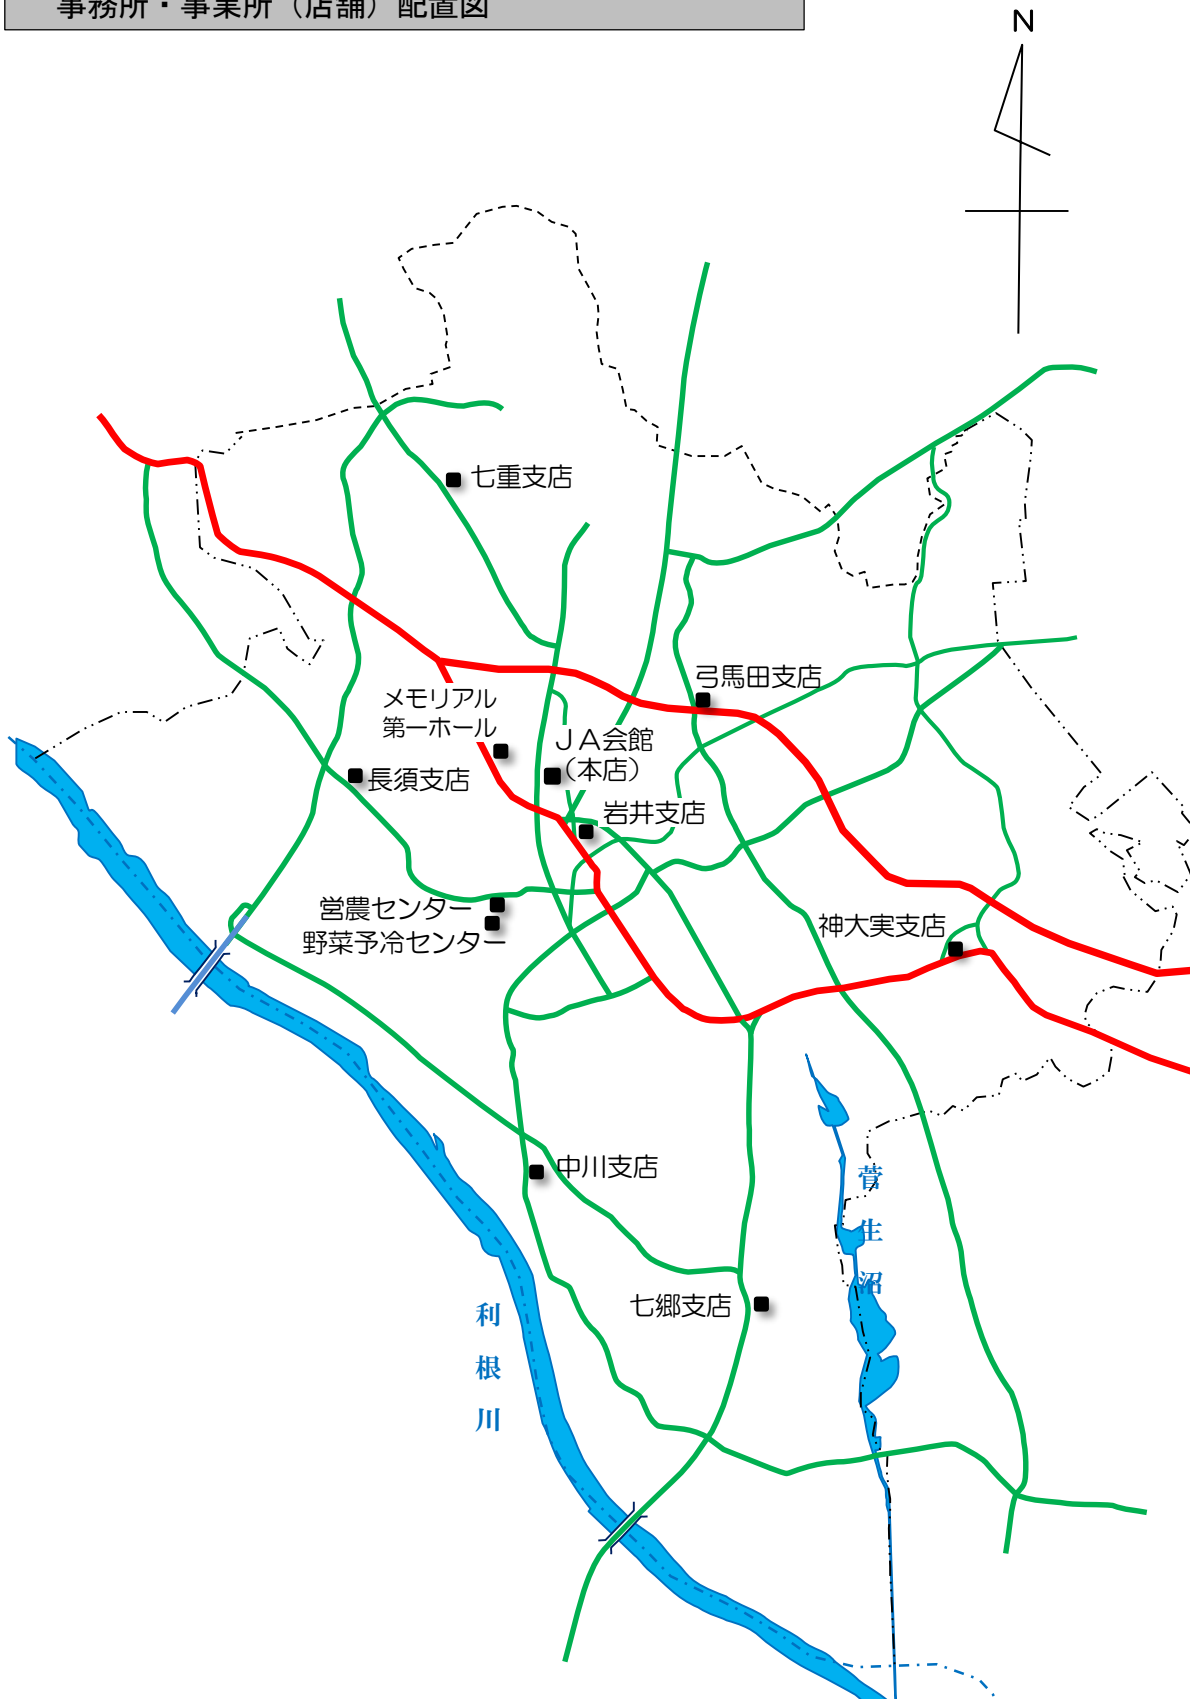 事務所・事業所（店舗）配置図
N
七重支店
弓馬田支店
メモリアル
第一ホール
ＪＡ会館
（本店）
長須支店
岩井支店
営農センター
野菜予冷センター
神大実支店
中川支店
菅生沼
七郷支店
利根川